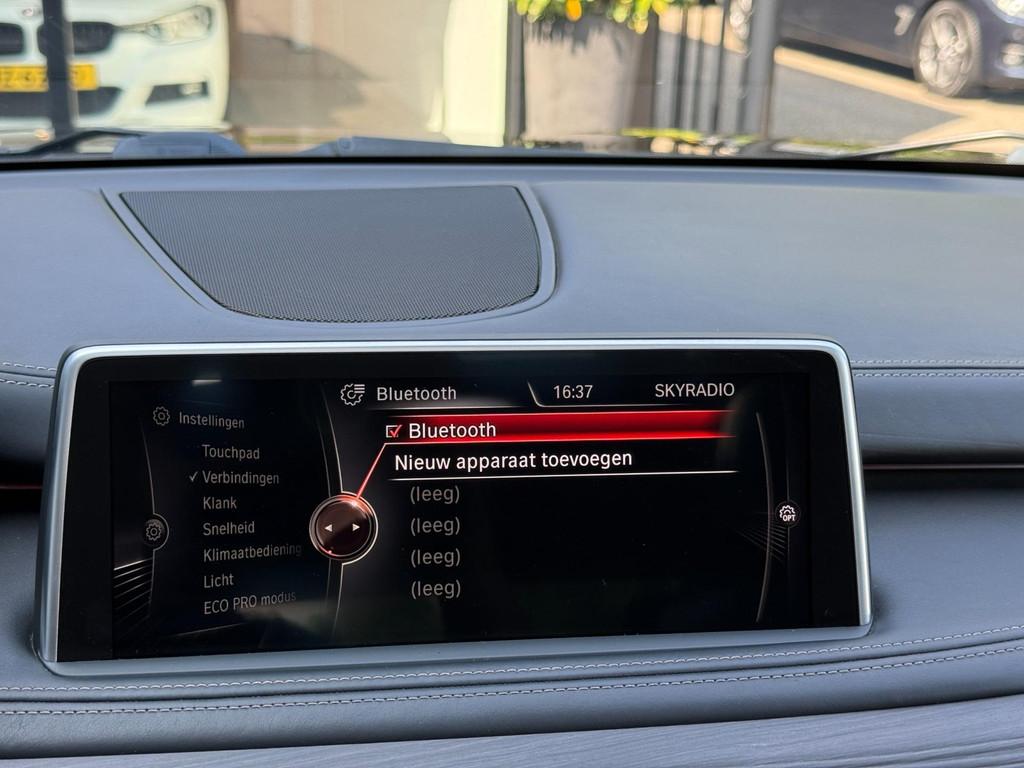 Bluetooth 16:37 SKYRADIO
Instellingen
Touchpad
✓ Verbindingen
Klank
Snelheid
Klimaatbediening
Licht
ECO PRO modus
Bluetooth
Nieuw apparaat toevoegen
(leeg)
(leeg)
(leeg)
(leeg)
OPT